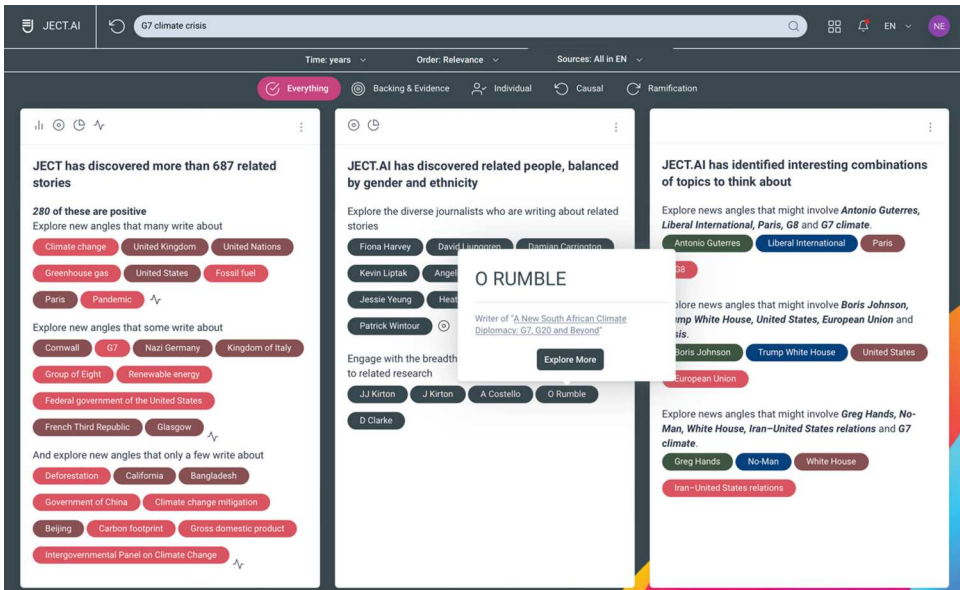 JECT.AI
G7 climate crisis
EN
NE
Time: years
Order: Relevance
Sources: All in EN
Everything
Backing & Evidence
Individual
Causal
Ramification
JECT has discovered more than 687 related
stories
280 of these are positive
Explore new angles that many write about
Climate change United Kingdom United Nations
Greenhouse gas United States Fossil fuel
Paris Pandemic
Explore new angles that some write about
Cornwall G7 Nazi Germany Kingdom of Italy
Group of Eight Renewable energy
Federal government of the United States
French Third Republic Glasgow
And explore new angles that only a few write about
Deforestation California Bangladesh
Government of China Climate change mitigation
Beijing Carbon footprint Gross domestic product
Intergovernmental Panel on Climate Change
JECT.AI has discovered related people, balanced
by gender and ethnicity
Explore the diverse journalists who are writing about related
stories
Fiona Harvey David Ljunggren Damian Carrington
Kevin Liptak Angel
Jessie Yeung Heat
Patrick Wintour
Engage with the breadth
to related research
JJ Kirton J Kirton A Costello O Rumble
D Clarke
O RUMBLE
Writer of "A New South African Climate
Diplomacy: G7, G20 and Beyond"
Explore More
JECT.AI has identified interesting combinations
of topics to think about
Explore news angles that might involve Antonio Guterres,
Liberal International, Paris, G8 and G7 climate.
Antonio Guterres Liberal International Paris
G8
plore news angles that might involve Boris Johnson,
ump White House, United States, European Union and
sis.
Boris Johnson Trump White House United States
European Union
Explore news angles that might involve Greg Hands, No-
Man, White House, Iran–United States relations and G7
climate.
Greg Hands No-Man White House
Iran–United States relations